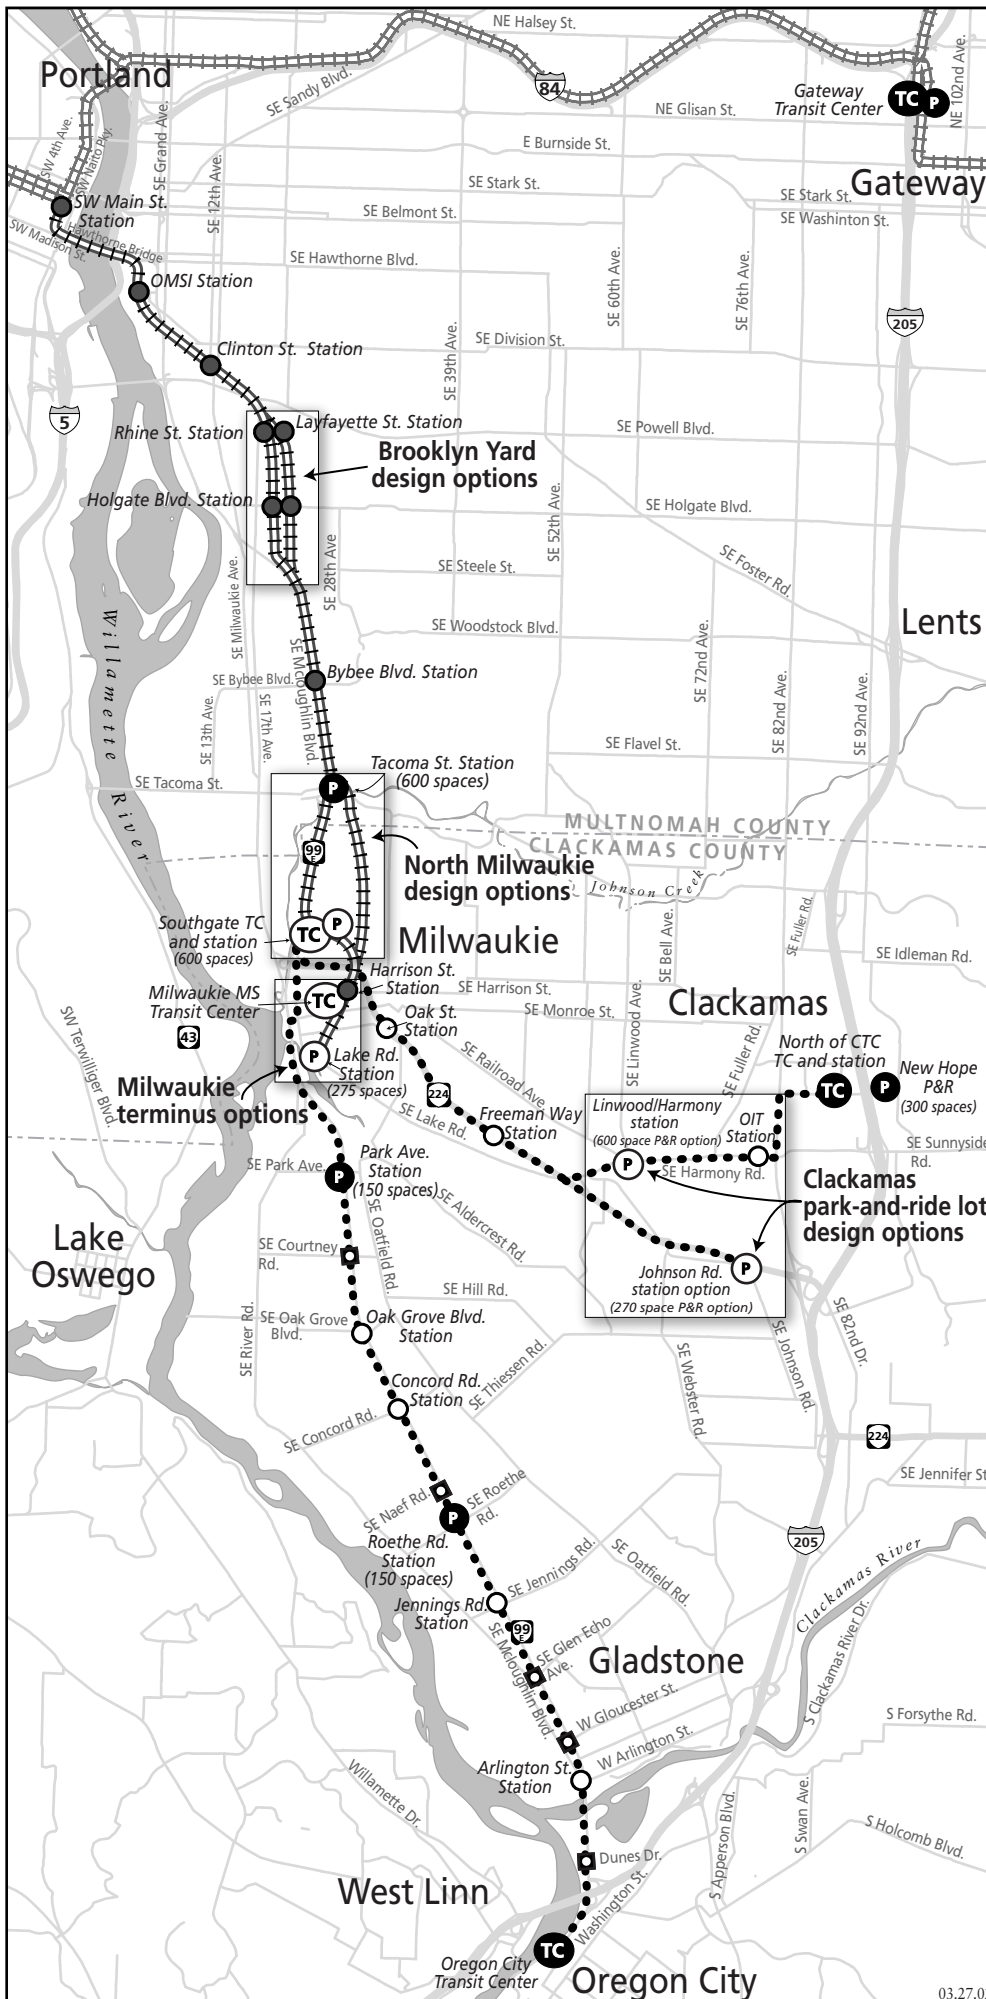 NE Halsey St.
Portland
84
Gateway
Transit Center
TC
P
NE 102nd Ave.
SE Sandy Blvd.
NE Glisan St.
SW 4th Ave.
SW Naito Pky.
SE Grand Ave.
SE 12th Ave.
E Burnside St.
SE Stark St.
Gateway
SE Stark St.
SW Main St.
Station
SE Belmont St.
SE Washinton St.
SW Madison St.
Hawthorne Bridge
SE Hawthorne Blvd.
SE 60th Ave.
SE 76th Ave.
OMSI Station
205
SE 39th Ave.
SE Division St.
Clinton St. Station
5
Layfayette St. Station
Rhine St. Station
SE Powell Blvd.
Brooklyn Yard
design options
Holgate Blvd. Station
SE 52th Ave.
SE Holgate Blvd.
SE 28th Ave
SE Steele St.
SE Foster Rd.
SE Milwaukie Ave.
Willamette River
SE Woodstock Blvd.
Lents
SE Mcloughlin Blvd.
SE 72nd Ave.
SE Bybee Blvd.
Bybee Blvd. Station
SE 13th Ave.
SE 17th Ave.
SE 82nd Ave.
SE 92nd Ave.
SE Flavel St.
Tacoma St. Station
(600 spaces)
SE Tacoma St.
P
MULTNOMAH COUNTY
CLACKAMAS COUNTY
99
E
North Milwaukie
design options
Johnson Creek
Southgate TC
and station
(600 spaces)
TC
P
Milwaukie
SE Bell Ave.
SE Fuller Rd.
SE Idleman Rd.
Harrison St.
Station
SE Harrison St.
Milwaukie MS
Transit Center
TC
Clackamas
SE Monroe St.
Oak St.
Station
SW Terwilliger Blvd.
43
SE Linwood Ave.
SE Fuller Rd.
North of CTC
TC and station
TC
P
New Hope
P&R
(300 spaces)
P
Lake Rd.
Station
(275 spaces)
SE Railroad Ave.
Milwaukie
terminus options
224
SE Lake Rd.
Freeman Way
Station
Linwood/Harmony
station
(600 space P&R option)
OIT
Station
P
SE Harmony Rd.
SE Sunnyside
Rd.
SE Park Ave.
P
Park Ave.
Station
(150 spaces)
Clackamas
park-and-ride lot
design options
SE Aldercrest Rd.
SE Oatfield Rd.
Lake
Oswego
SE Courtney
Rd.
P
Johnson Rd.
station option
(270 space P&R option)
SE Hill Rd.
SE River Rd.
SE Oak Grove
Blvd.
Oak Grove Blvd.
Station
SE 82nd Dr.
SE Johnson Rd.
SE Thiessen Rd.
SE Webster Rd.
Concord Rd.
Station
SE Concord Rd.
224
SE Jennifer St
SE Naef Rd.
SE Roethe
Rd.
P
Roethe Rd.
Station
(150 spaces)
205
Clackamas River
SE Jennings Rd.
SE Oatfield Rd.
Jennings Rd.
Station
99
E
SE Glen Echo
Ave.
SE Mcloughlin Blvd.
Gladstone
S Clackamas River Dr.
W Gloucester St.
S Forsythe Rd.
W Arlington St.
Arlington St.
Station
Willamette Dr.
S Apperson Blvd.
S Swan Ave.
S Holcomb Blvd.
Dunes Dr.
West Linn
Washington St.
TC
Oregon City
Transit Center
Oregon City